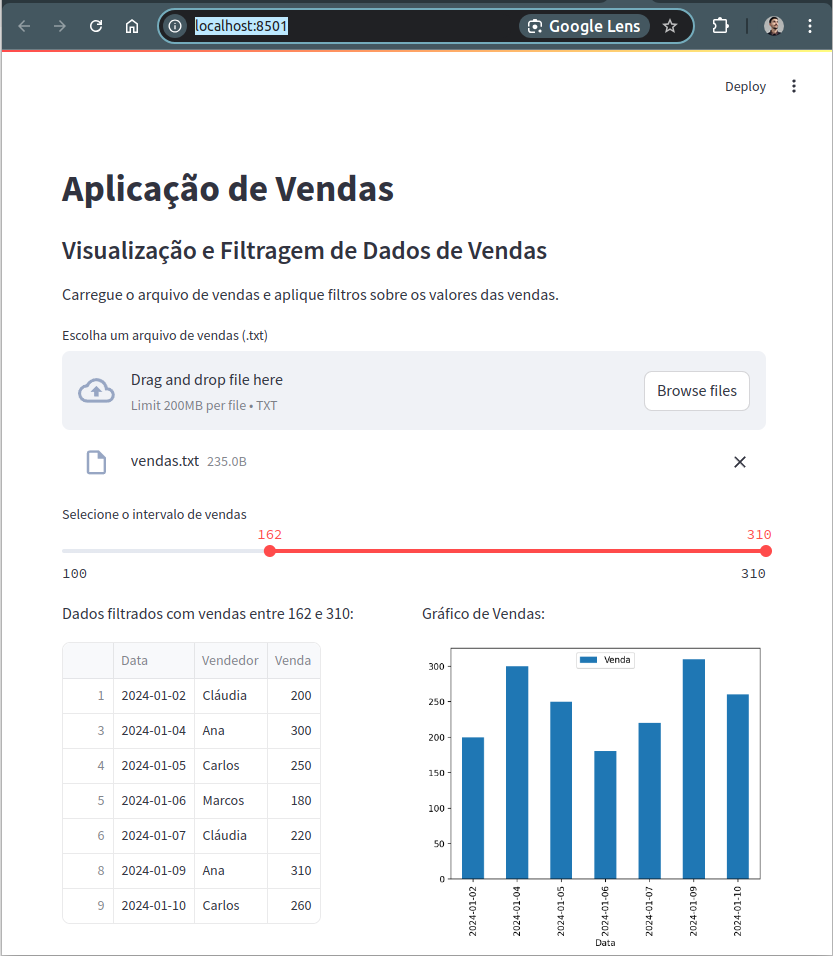 localhost:8501
Google Lens
Deploy
Aplicação de Vendas
Visualização e Filtragem de Dados de Vendas
Carregue o arquivo de vendas e aplique filtros sobre os valores das vendas.
Escolha um arquivo de vendas (.txt)
Drag and drop file here
Limit 200MB per file • TXT
Browse files
vendas.txt 235.0B
Selecione o intervalo de vendas
162 310
100 310
Dados filtrados com vendas entre 162 e 310:
Data Vendedor Venda
1 2024-01-02 Cláudia 200
3 2024-01-04 Ana 300
4 2024-01-05 Carlos 250
5 2024-01-06 Marcos 180
6 2024-01-07 Cláudia 220
8 2024-01-09 Ana 310
9 2024-01-10 Carlos 260
Gráfico de Vendas:
Venda
300
250
200
150
100
50
0
2024-01-02
2024-01-04
2024-01-05
2024-01-06
2024-01-07
2024-01-09
2024-01-10
Data